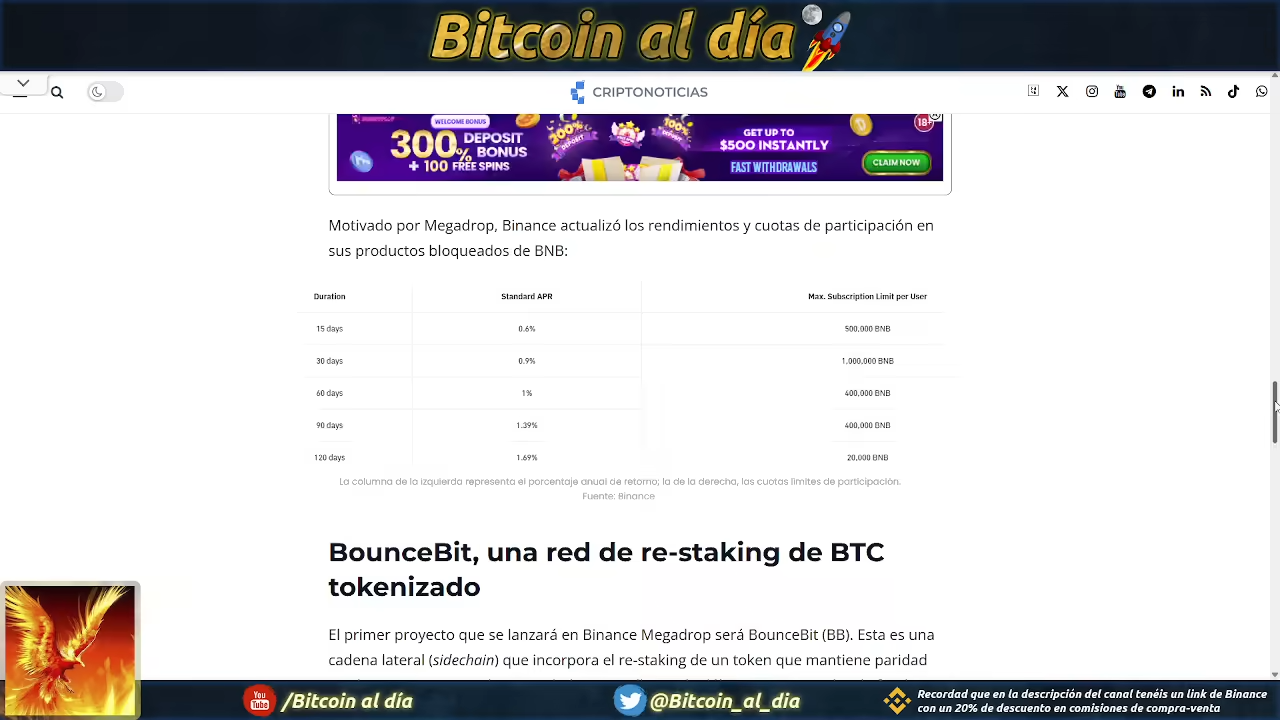 Bitcoin al día
CRIPTONOTICIAS
WELCOME BONUS
300% DEPOSIT BONUS
+ 100 FREE SPINS
200% DEPOSIT
100%
GET UP TO
$500 INSTANTLY
FAST WITHDRAWALS
18+
CLAIM NOW
Motivado por Megadrop, Binance actualizó los rendimientos y cuotas de participación en
sus productos bloqueados de BNB:
Duration Standard APR Max. Subscription Limit per User
15 days 0.6% 500,000 BNB
30 days 0.9% 1,000,000 BNB
60 days 1% 400,000 BNB
90 days 1.39% 400,000 BNB
120 days 1.69% 20,000 BNB
La columna de la izquierda representa el porcentaje anual de retorno; la de la derecha, las cuotas límites de participación.
Fuente: Binance
BounceBit, una red de re-staking de BTC
tokenizado
El primer proyecto que se lanzará en Binance Megadrop será BounceBit (BB). Esta es una
cadena lateral (sidechain) que incorpora el re-staking de un token que mantiene paridad
You Tube /Bitcoin al día
@Bitcoin_al_dia
Recordad que en la descripción del canal tenéis un link de Binance
con un 20% de descuento en comisiones de compra-venta